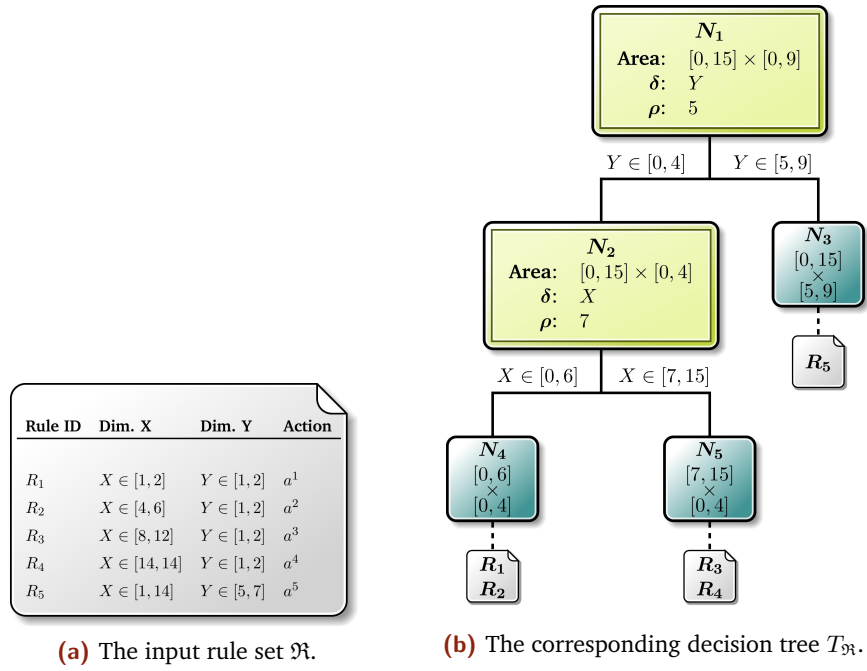 Rule ID Dim. X Dim. Y Action
R₁ X ∈ [1, 2] Y ∈ [1, 2] a¹
R₂ X ∈ [4, 6] Y ∈ [1, 2] a²
R₃ X ∈ [8, 12] Y ∈ [1, 2] a³
R₄ X ∈ [14, 14] Y ∈ [1, 2] a⁴
R₅ X ∈ [1, 14] Y ∈ [5, 7] a⁵
(a) The input rule set ℜ.
N₁
Area: [0, 15] × [0, 9]
δ: Y
ρ: 5
Y ∈ [0, 4] Y ∈ [5, 9]
N₂
Area: [0, 15] × [0, 4]
δ: X
ρ: 7
N₃
[0, 15]
×
[5, 9]
R₅
X ∈ [0, 6] X ∈ [7, 15]
N₄
[0, 6]
×
[0, 4]
R₁
R₂
N₅
[7, 15]
×
[0, 4]
R₃
R₄
(b) The corresponding decision tree T_ℜ.